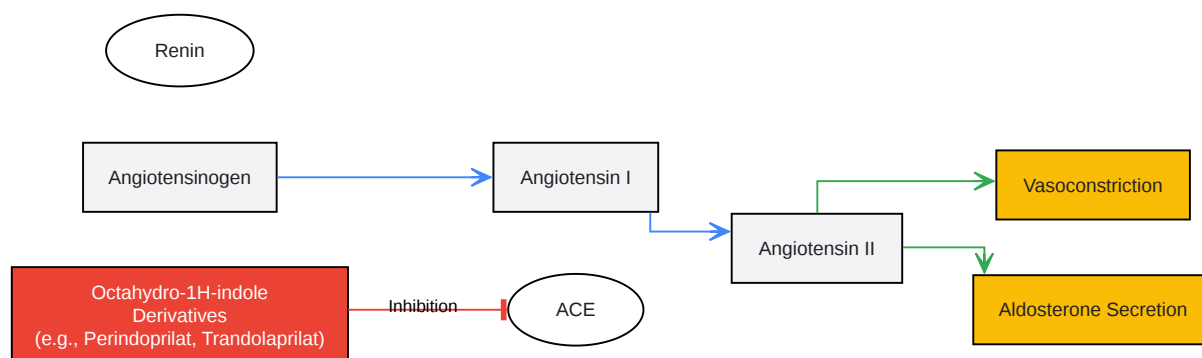 Renin
Angiotensinogen
Angiotensin I
Vasoconstriction
Angiotensin II
Octahydro-1H-indole
Derivatives
(e.g., Perindoprilat, Trandolaprilat)
Inhibition
ACE
Aldosterone Secretion